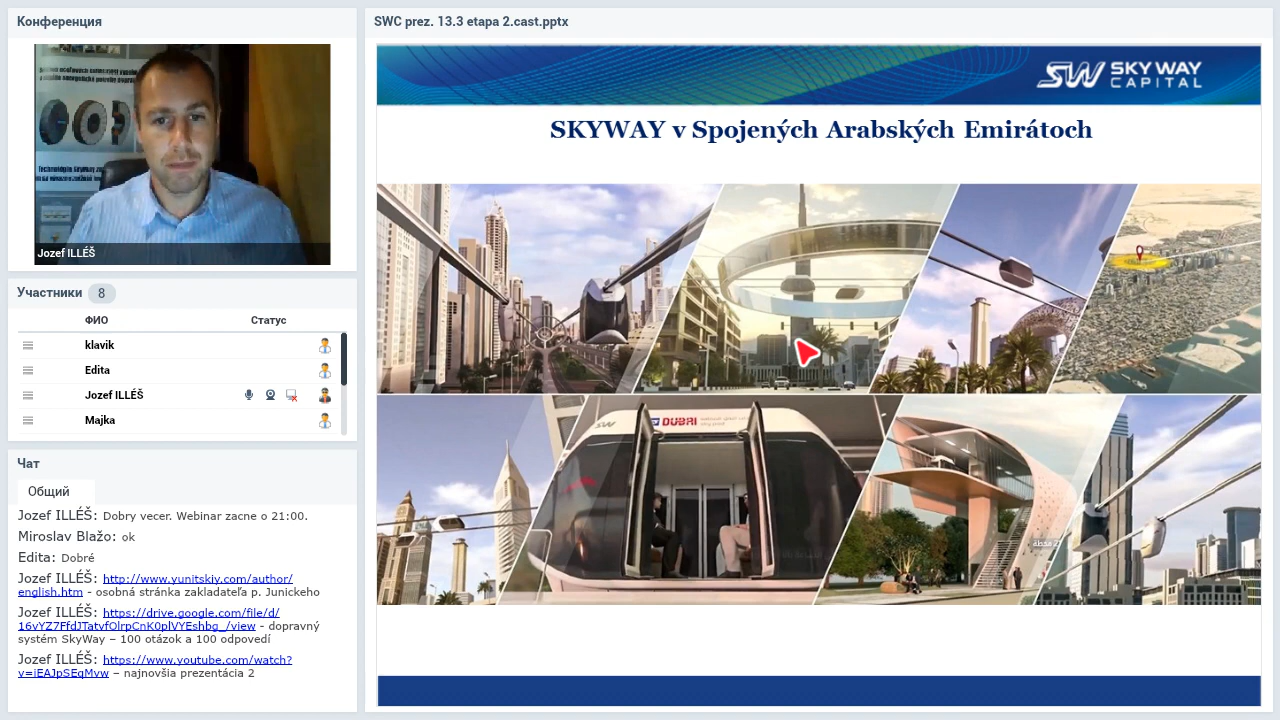 Конференция
Jozef ILLÉŠ
Участники 8
ФИО Статус
klavik
Edita
Jozef ILLÉŠ
Majka
Чат
Общий
Jozef ILLÉŠ: Dobry vecer. Webinar zacne o 21:00.
Miroslav Blažo: ok
Edita: Dobré
Jozef ILLÉŠ: http://www.yunitskiy.com/author/
english.htm - osobná stránka zakladateľa p. Junickeho
Jozef ILLÉŠ: https://drive.google.com/file/d/
16vYZ7FfdJTatvfOlrpCnK0plVYEshbg_/view - dopravný
systém SkyWay – 100 otázok a 100 odpovedí
Jozef ILLÉŠ: https://www.youtube.com/watch?
v=iEAJpSEqMvw – najnovšia prezentácia 2
SWC prez. 13.3 etapa 2.cast.pptx
SW SKY WAY
CAPITAL
SKYWAY v Spojených Arabských Emirátoch
SW
DUBAI